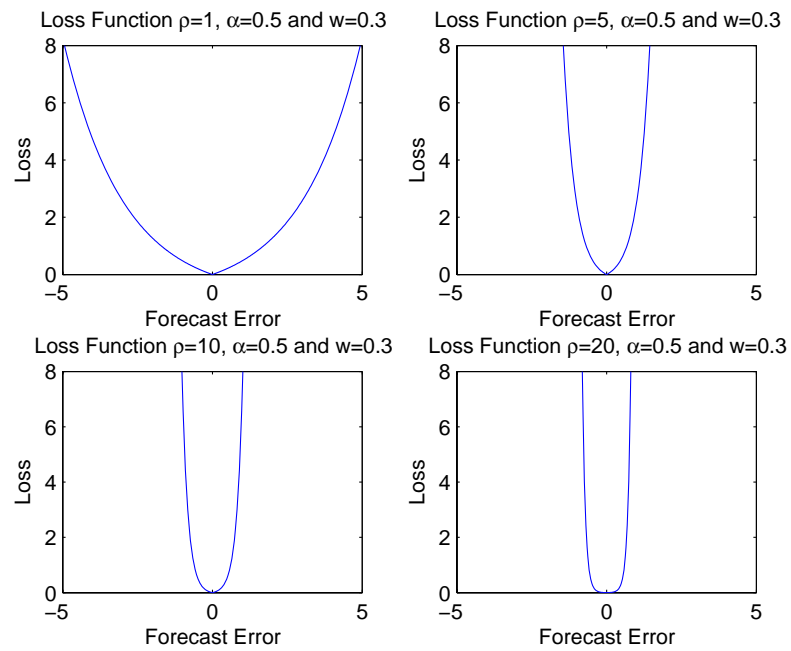 Loss Function ρ=1, α=0.5 and w=0.3
8
6
4
2
0
Loss
−5
0
5
Forecast Error
Loss Function ρ=5, α=0.5 and w=0.3
8
6
4
2
0
Loss
−5
0
5
Forecast Error
Loss Function ρ=10, α=0.5 and w=0.3
8
6
4
2
0
Loss
−5
0
5
Forecast Error
Loss Function ρ=20, α=0.5 and w=0.3
8
6
4
2
0
Loss
−5
0
5
Forecast Error